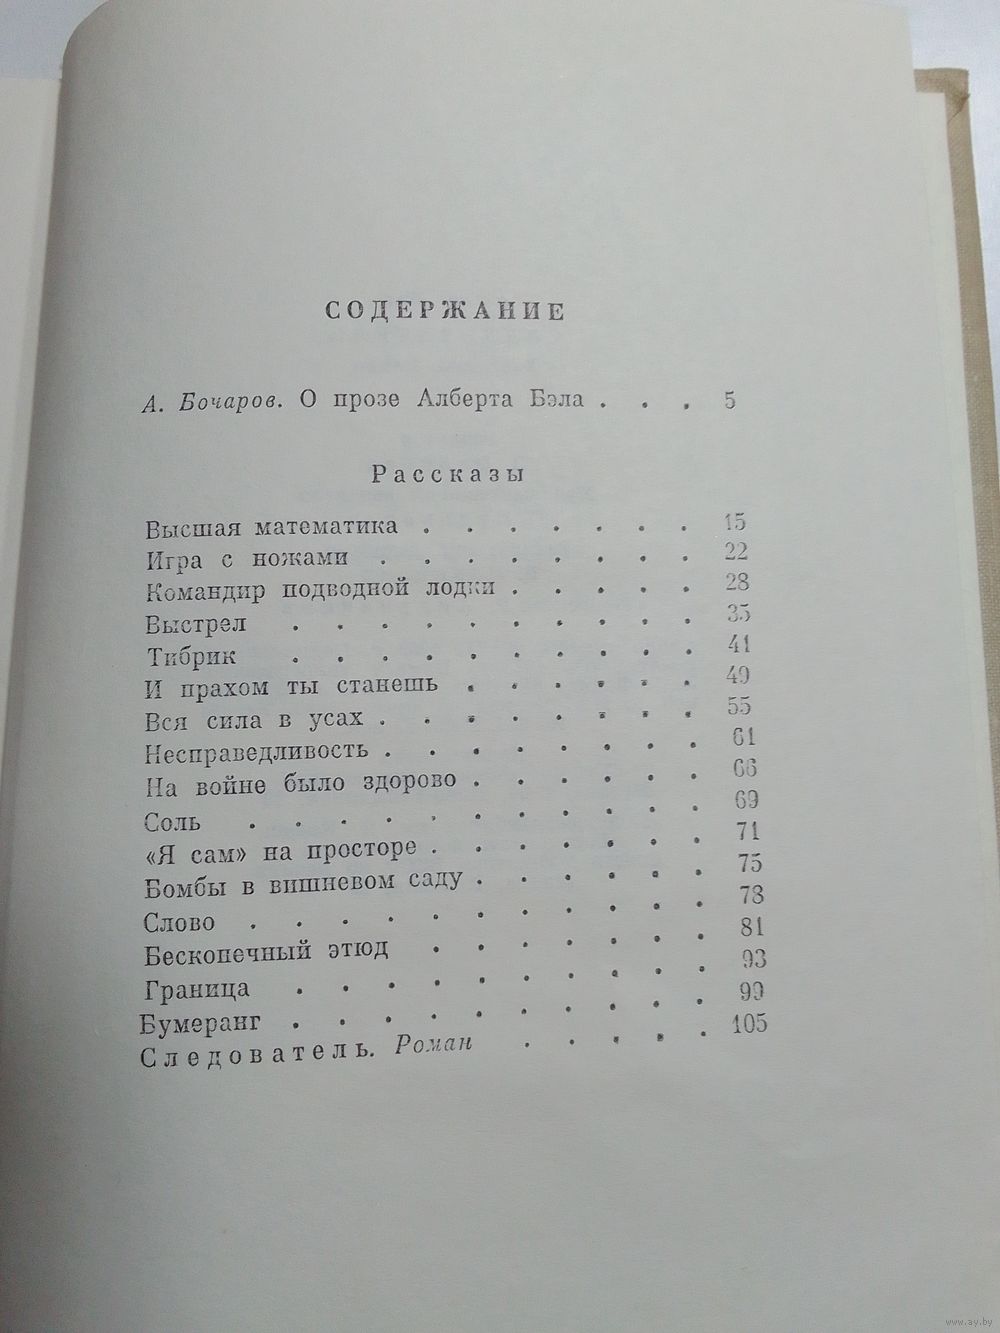 СОДЕРЖАНИЕ
А. Бочаров. О прозе Алберта Бэла . . . 5
Рассказы
Высшая математика . . . . . . . 15
Игра с ножами . . . . . . . . 22
Командир подводной лодки . . . . . 28
Выстрел . . . . . . . . . . 35
Тибрик . . . . . . . . . . 41
И прахом ты станешь . . . . . . 49
Вся сила в усах . . . . . . . . 55
Несправедливость . . . . . . . . 61
На войне было здорово . . . . . . 66
Соль . . . . . . . . . . . 69
«Я сам» на просторе . . . . . . . 71
Бомбы в вишневом саду . . . . . . 75
Слово . . . . . . . . . . . 78
Бесконечный этюд . . . . . . . 81
Граница . . . . . . . . . . 93
Бумеранг . . . . . . . . . . 99
Следователь. Роман . . . . . 105
www.ay.by